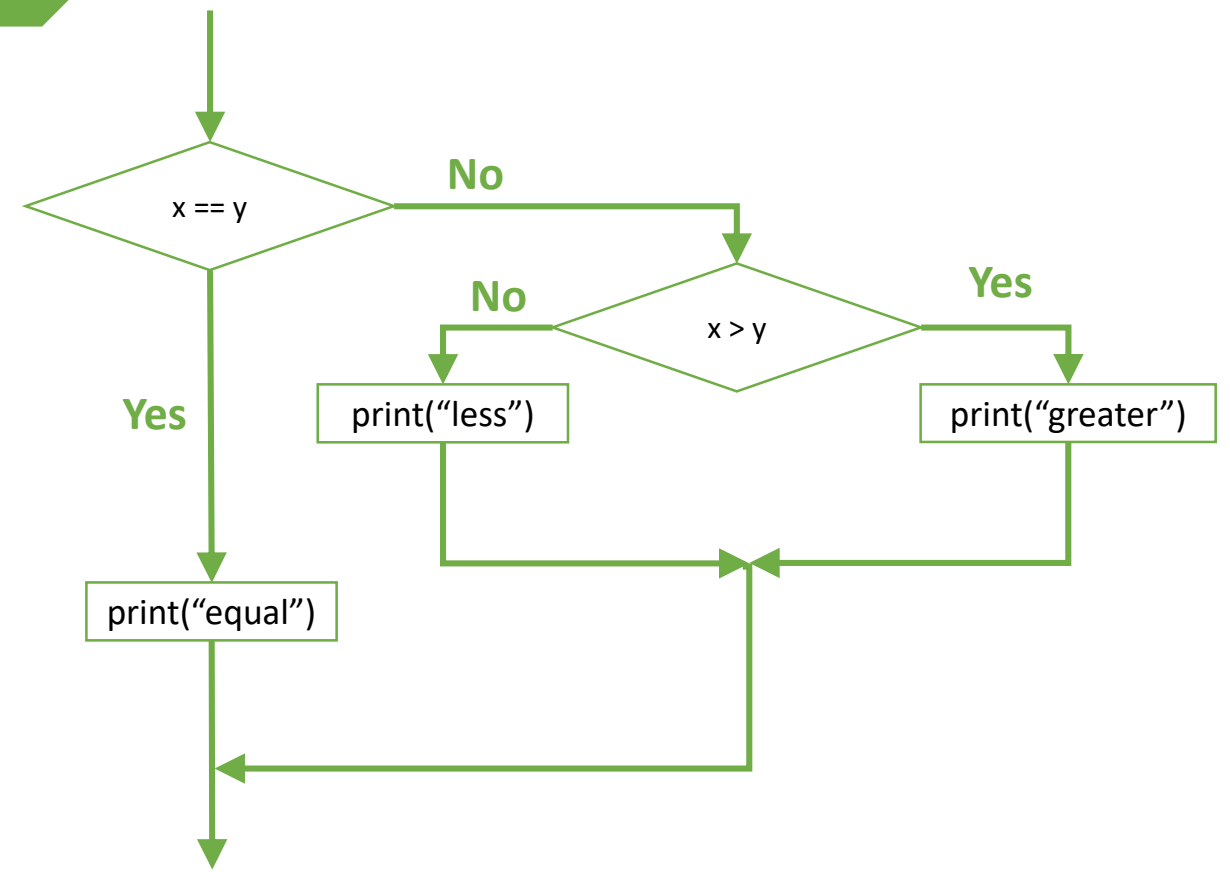 No
x == y
No
Yes
x > y
Yes
print(“less”)
print(“greater”)
print(“equal”)